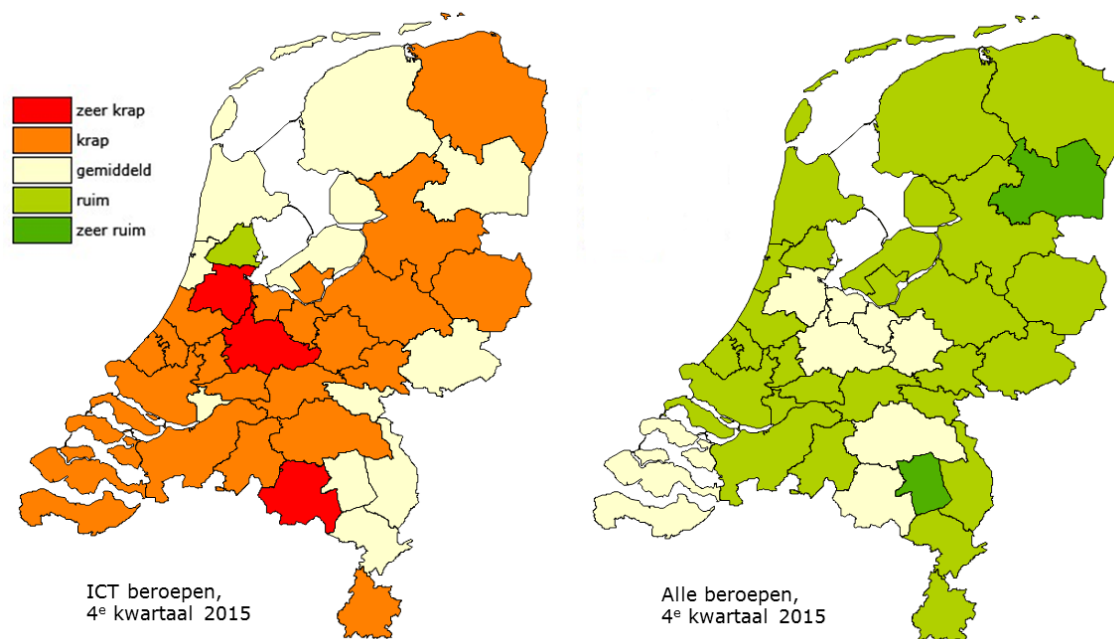 zeer krap
krap
gemiddeld
ruim
zeer ruim
ICT beroepen,
4e kwartaal 2015
Alle beroepen,
4e kwartaal 2015